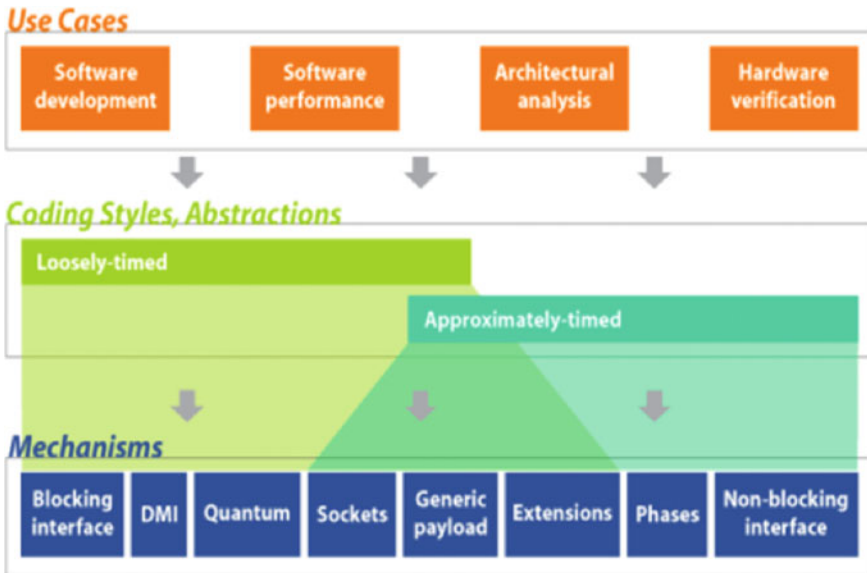 Use Cases
Software
development
Software
performance
Architectural
analysis
Hardware
verification
Coding Styles, Abstractions
Loosely-timed
Approximately-timed
Mechanisms
Blocking
interface
DMI
Quantum
Sockets
Generic
payload
Extensions
Phases
Non-blocking
interface